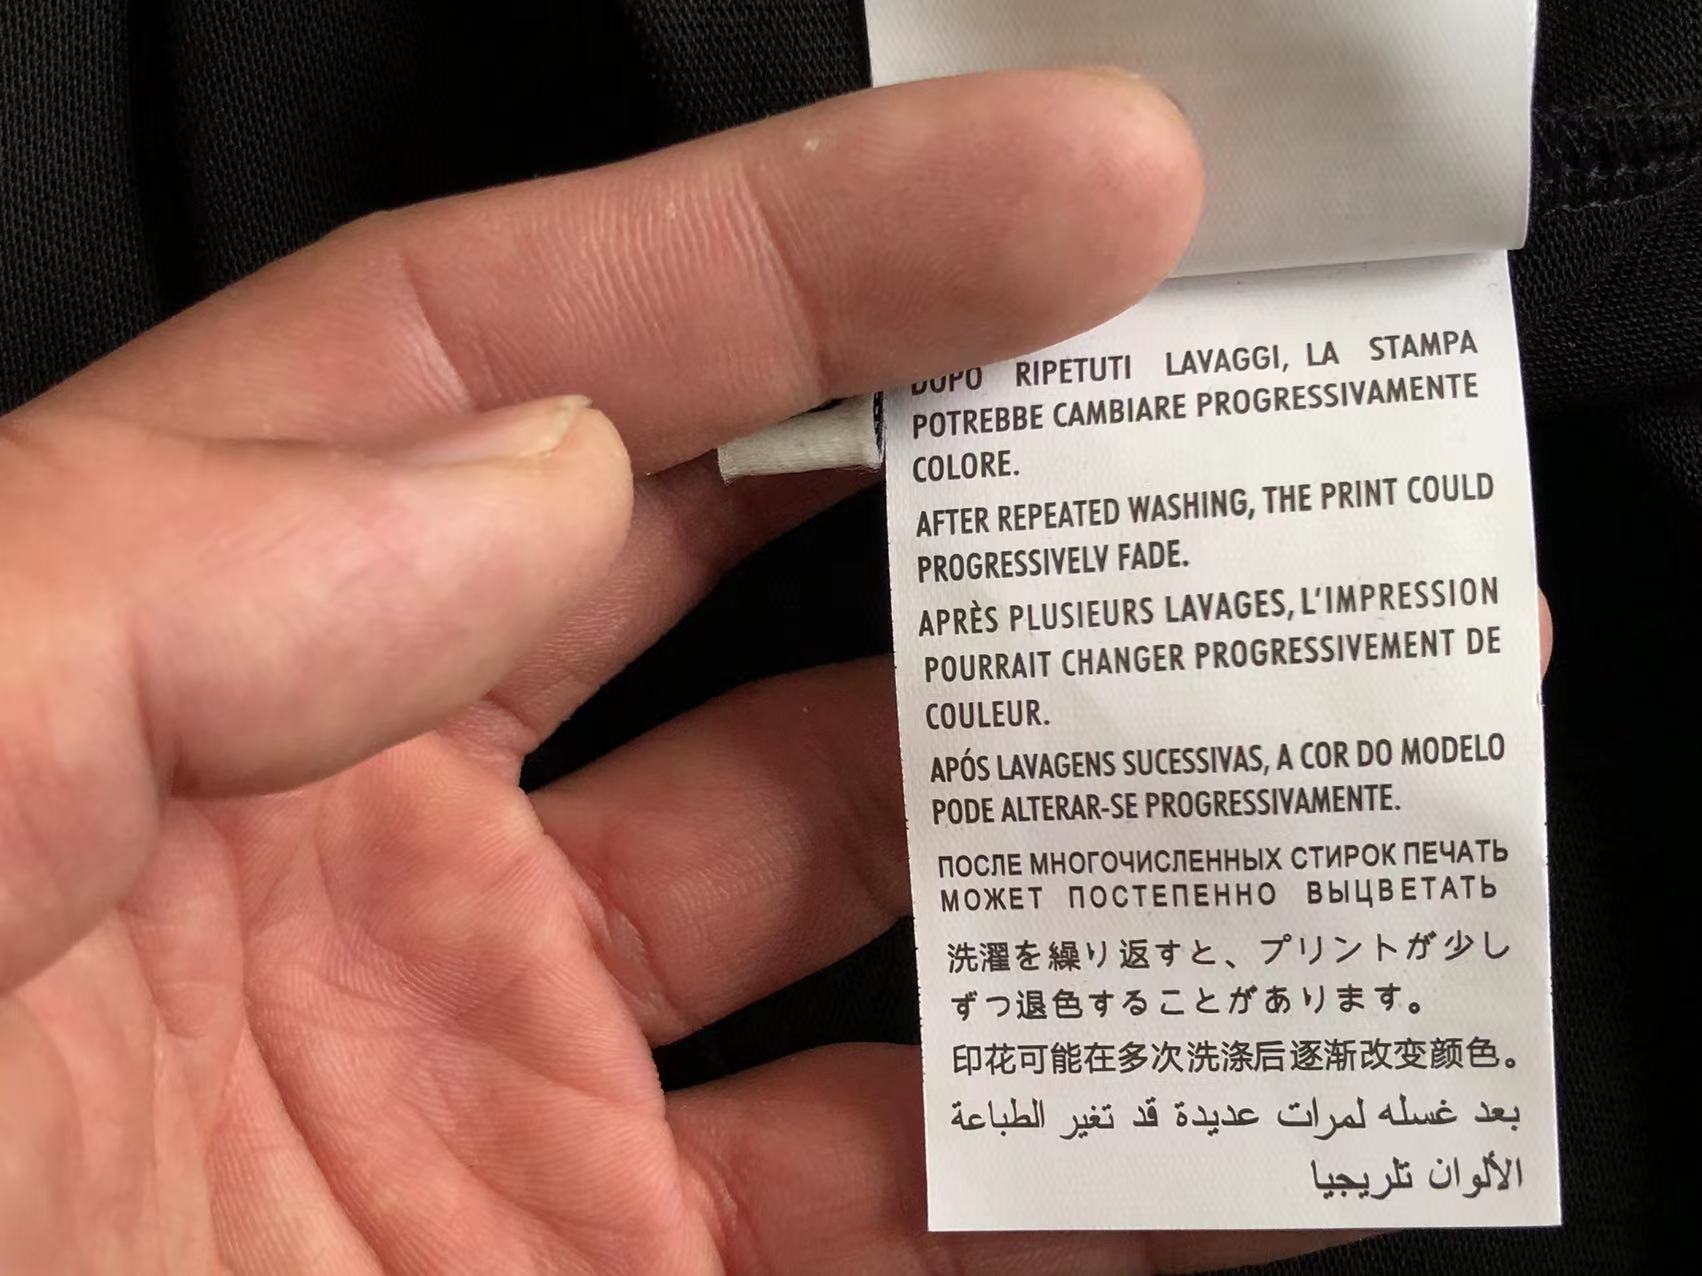 DOPO RIPETUTI LAVAGGI, LA STAMPA
POTREBBE CAMBIARE PROGRESSIVAMENTE
COLORE.
AFTER REPEATED WASHING, THE PRINT COULD
PROGRESSIVELV FADE.
APRÈS PLUSIEURS LAVAGES, L'IMPRESSION
POURRAIT CHANGER PROGRESSIVEMENT DE
COULEUR.
APÓS LAVAGENS SUCESSIVAS, A COR DO MODELO
PODE ALTERAR-SE PROGRESSIVAMENTE.
ПОСЛЕ МНОГОЧИСЛЕННЫХ СТИРОК ПЕЧАТЬ
МОЖЕТ ПОСТЕПЕННО ВЫЦВЕТАТЬ
洗濯を繰り返すと、プリントが少し
ずつ退色することがあります。
印花可能在多次洗涤后逐渐改变颜色。
بعد غسله لمرات عديدة قد تغير الطباعة
الألوان تلريجيا